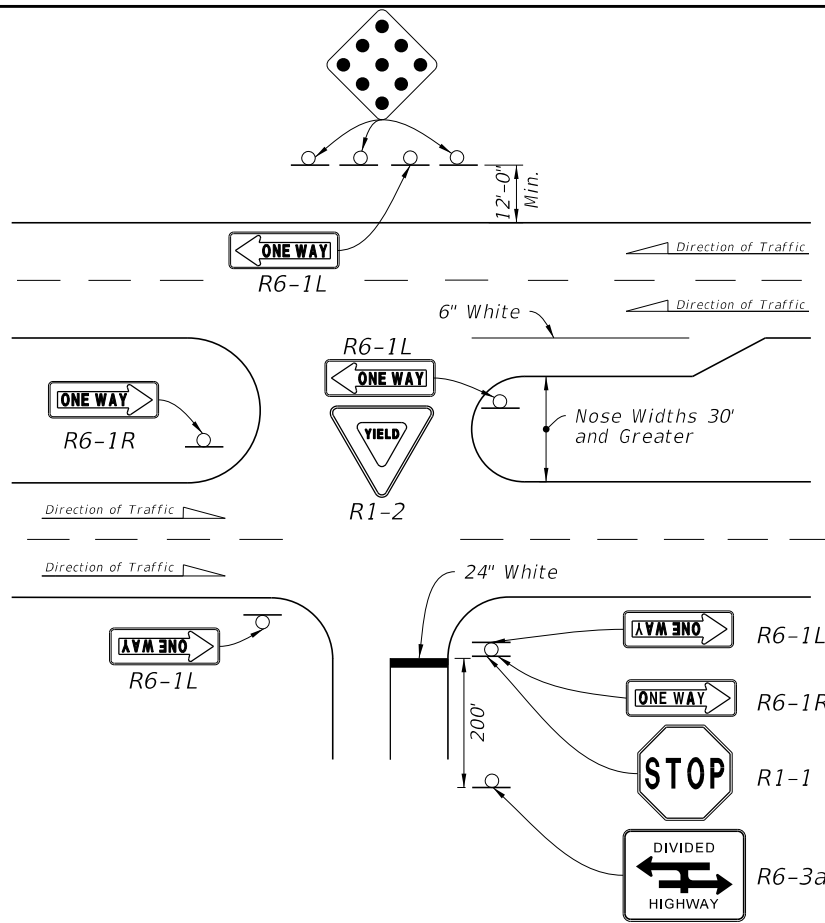 12'-0"
Min.
ONE WAY
R6-1L
Direction of Traffic
Direction of Traffic
6" White
R6-1L
ONE WAY
ONE WAY
R6-1R
YIELD
R1-2
Nose Widths 30'
and Greater
Direction of Traffic
Direction of Traffic
24" White
ONE WAY
R6-1L
ONE WAY
R6-1L
ONE WAY
R6-1R
200'
STOP
R1-1
DIVIDED
HIGHWAY
R6-3a